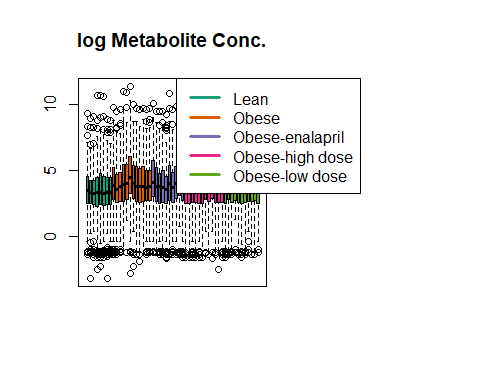 log Metabolite Conc.
10
5
0
Lean
Obese
Obese-enalapril
Obese-high dose
Obese-low dose